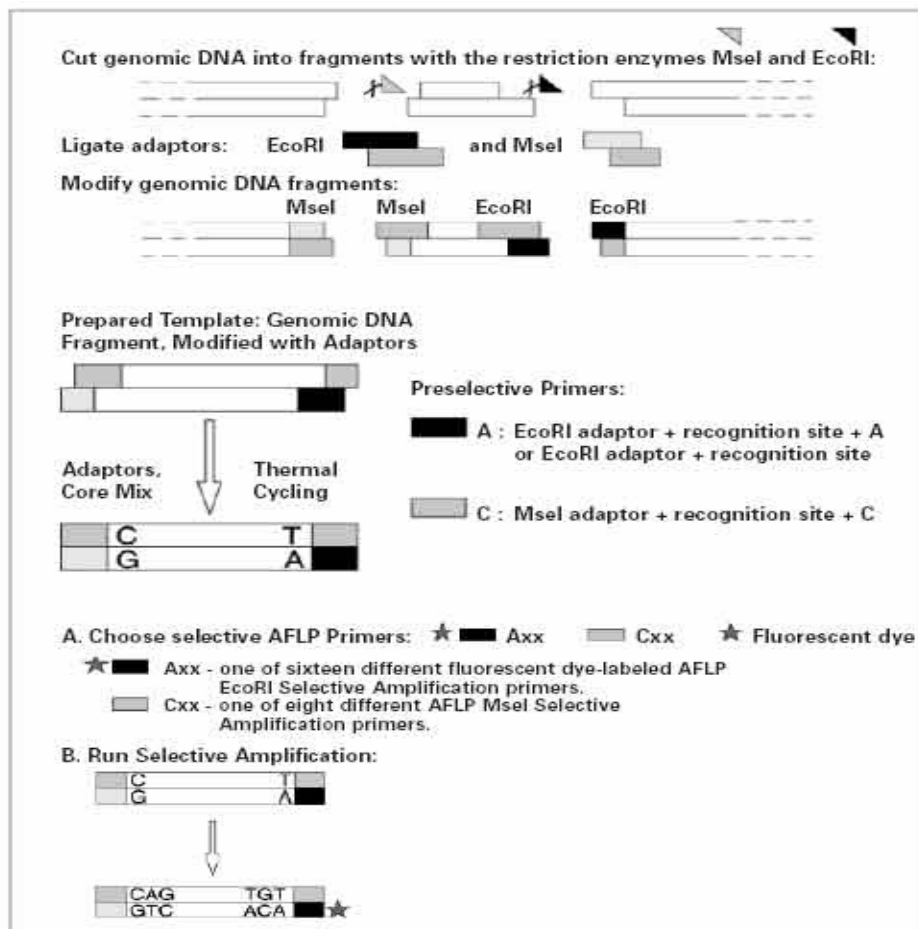 Cut genomic DNA into fragments with the restriction enzymes MseI and EcoRI:
Ligate adaptors: EcoRI and MseI
Modify genomic DNA fragments:
MseI MseI EcoRI EcoRI
Prepared Template: Genomic DNA
Fragment, Modified with Adaptors
Preselective Primers:
A : EcoRI adaptor + recognition site + A
or EcoRI adaptor + recognition site
Adaptors, Thermal
Core Mix Cycling
C : MseI adaptor + recognition site + C
C T
G A
A. Choose selective AFLP Primers: Axx Cxx Fluorescent dye
Axx - one of sixteen different fluorescent dye-labeled AFLP
EcoRI Selective Amplification primers.
Cxx - one of eight different AFLP MseI Selective
Amplification primers.
B. Run Selective Amplification:
C T
G A
CAG TGT
GTC ACA